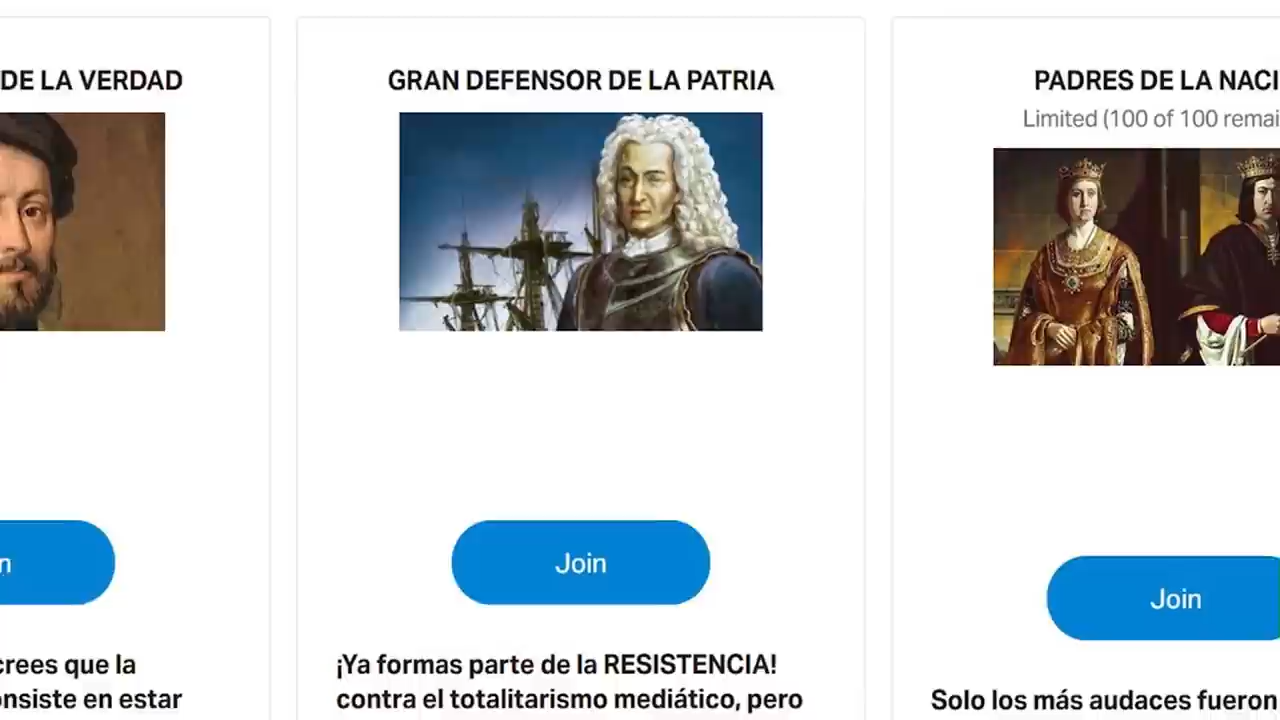 DE LA VERDAD
n
crees que la
nsiste en estar
GRAN DEFENSOR DE LA PATRIA
Join
¡Ya formas parte de la RESISTENCIA!
contra el totalitarismo mediático, pero
PADRES DE LA NACI
Limited (100 of 100 remai
Join
Solo los más audaces fueron